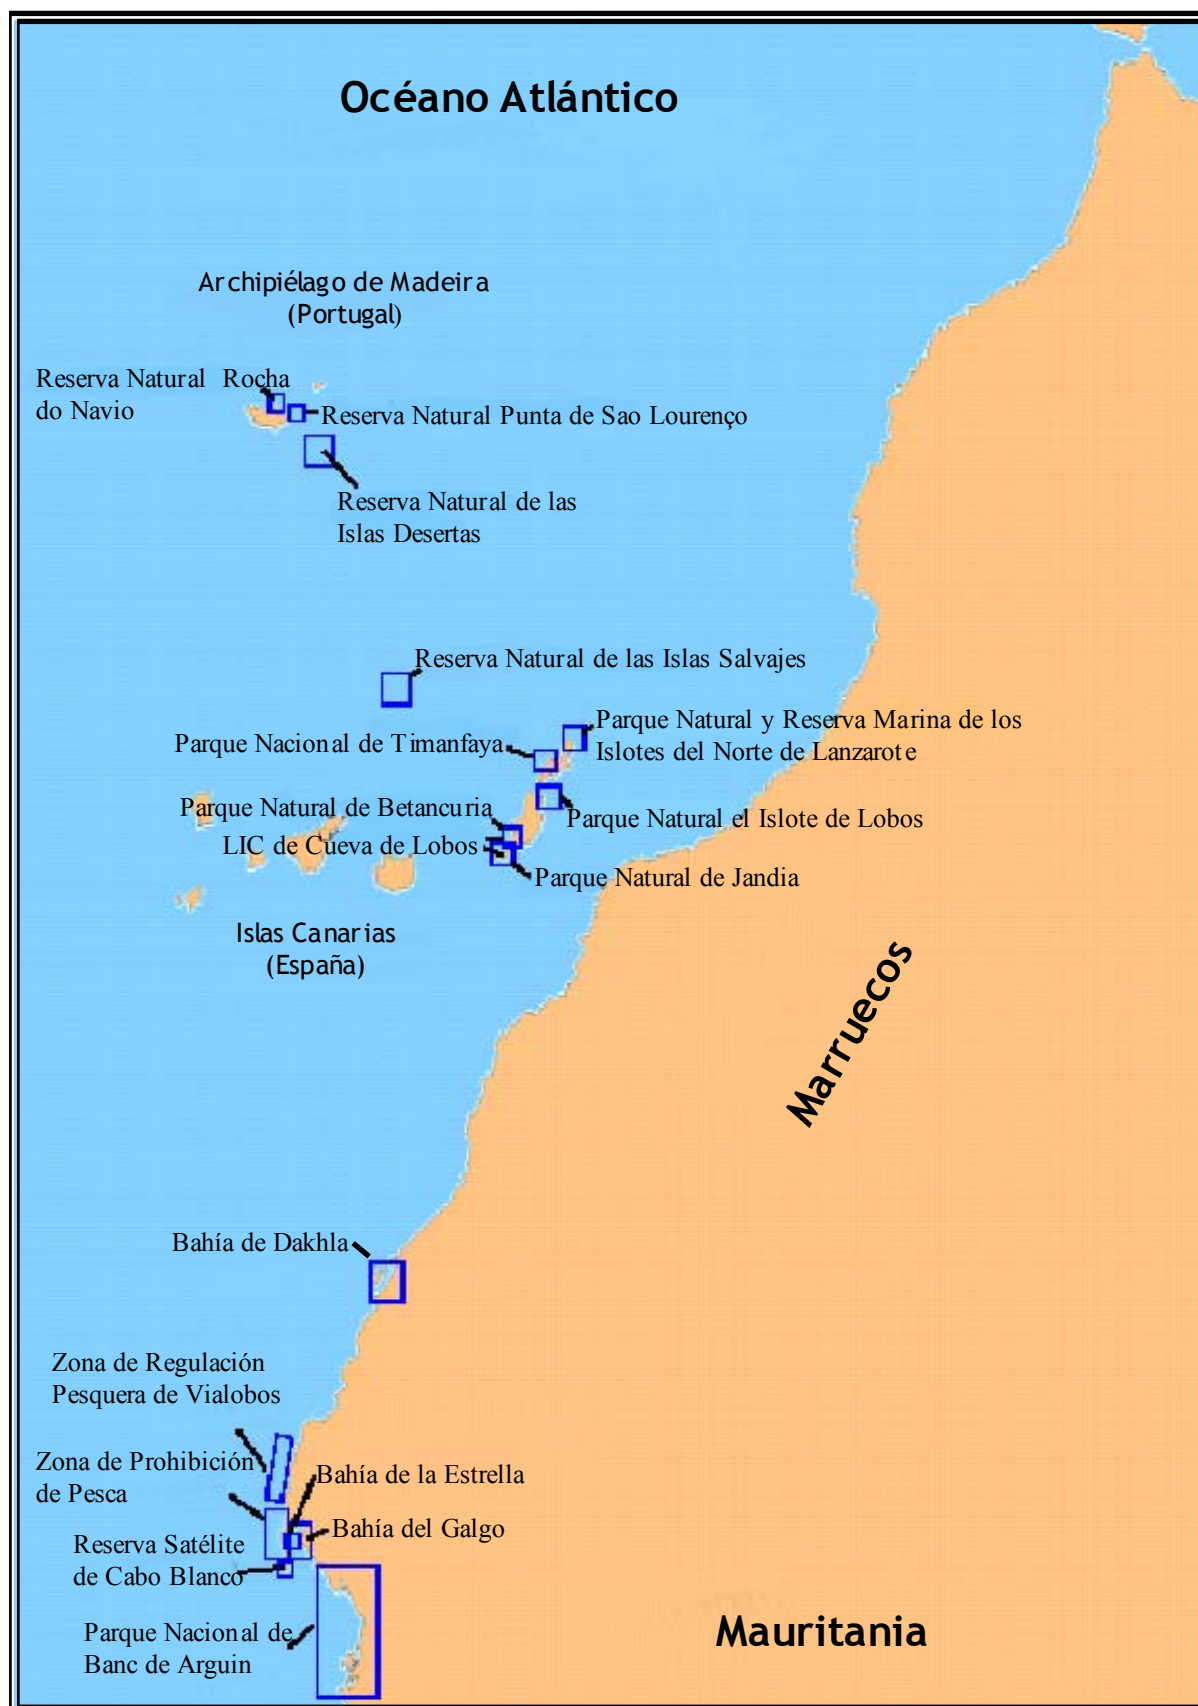 Océano Atlántico
Archipiélago de Madeira
(Portugal)
Reserva Natural Rocha
do Navio
Reserva Natural Punta de Sao Lourenço
Reserva Natural de las
Islas Desertas
Reserva Natural de las Islas Salvajes
Parque Natural y Reserva Marina de los
Islotes del Norte de Lanzarote
Parque Nacional de Timanfaya
Parque Natural de Betancuria
Parque Natural el Islote de Lobos
LIC de Cueva de Lobos
Parque Natural de Jandia
Islas Canarias
(España)
Marruecos
Bahía de Dakhla
Zona de Regulación
Pesquera de Vialobos
Zona de Prohibición
de Pesca
Bahía de la Estrella
Bahía del Galgo
Reserva Satélite
de Cabo Blanco
Parque Nacional de
Banc de Arguin
Mauritania